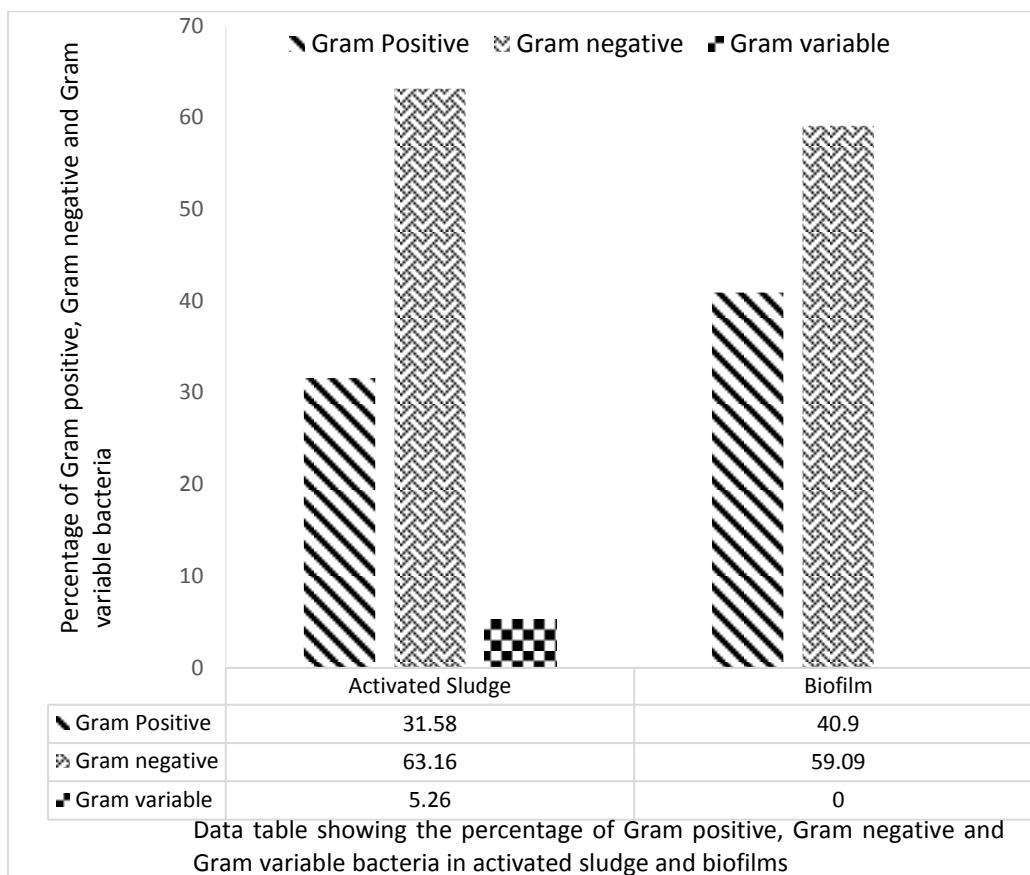 70
Gram Positive Gram negative Gram variable
60
50
40
30
20
10
0
Percentage of Gram positive, Gram negative and Gram
variable bacteria
Activated Sludge Biofilm
Gram Positive 31.58 40.9
Gram negative 63.16 59.09
Gram variable 5.26 0
Data table showing the percentage of Gram positive, Gram negative and
Gram variable bacteria in activated sludge and biofilms